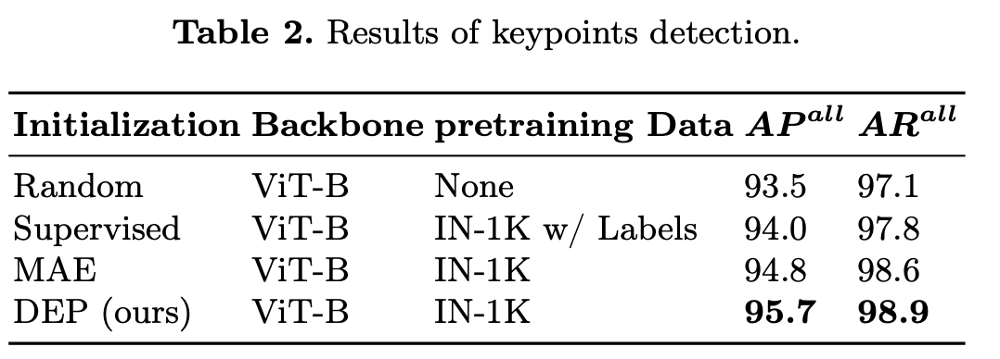 Table 2. Results of keypoints detection.
Initialization Backbone pretraining Data AP^all AR^all
Random ViT-B None 93.5 97.1
Supervised ViT-B IN-1K w/ Labels 94.0 97.8
MAE ViT-B IN-1K 94.8 98.6
DEP (ours) ViT-B IN-1K 95.7 98.9